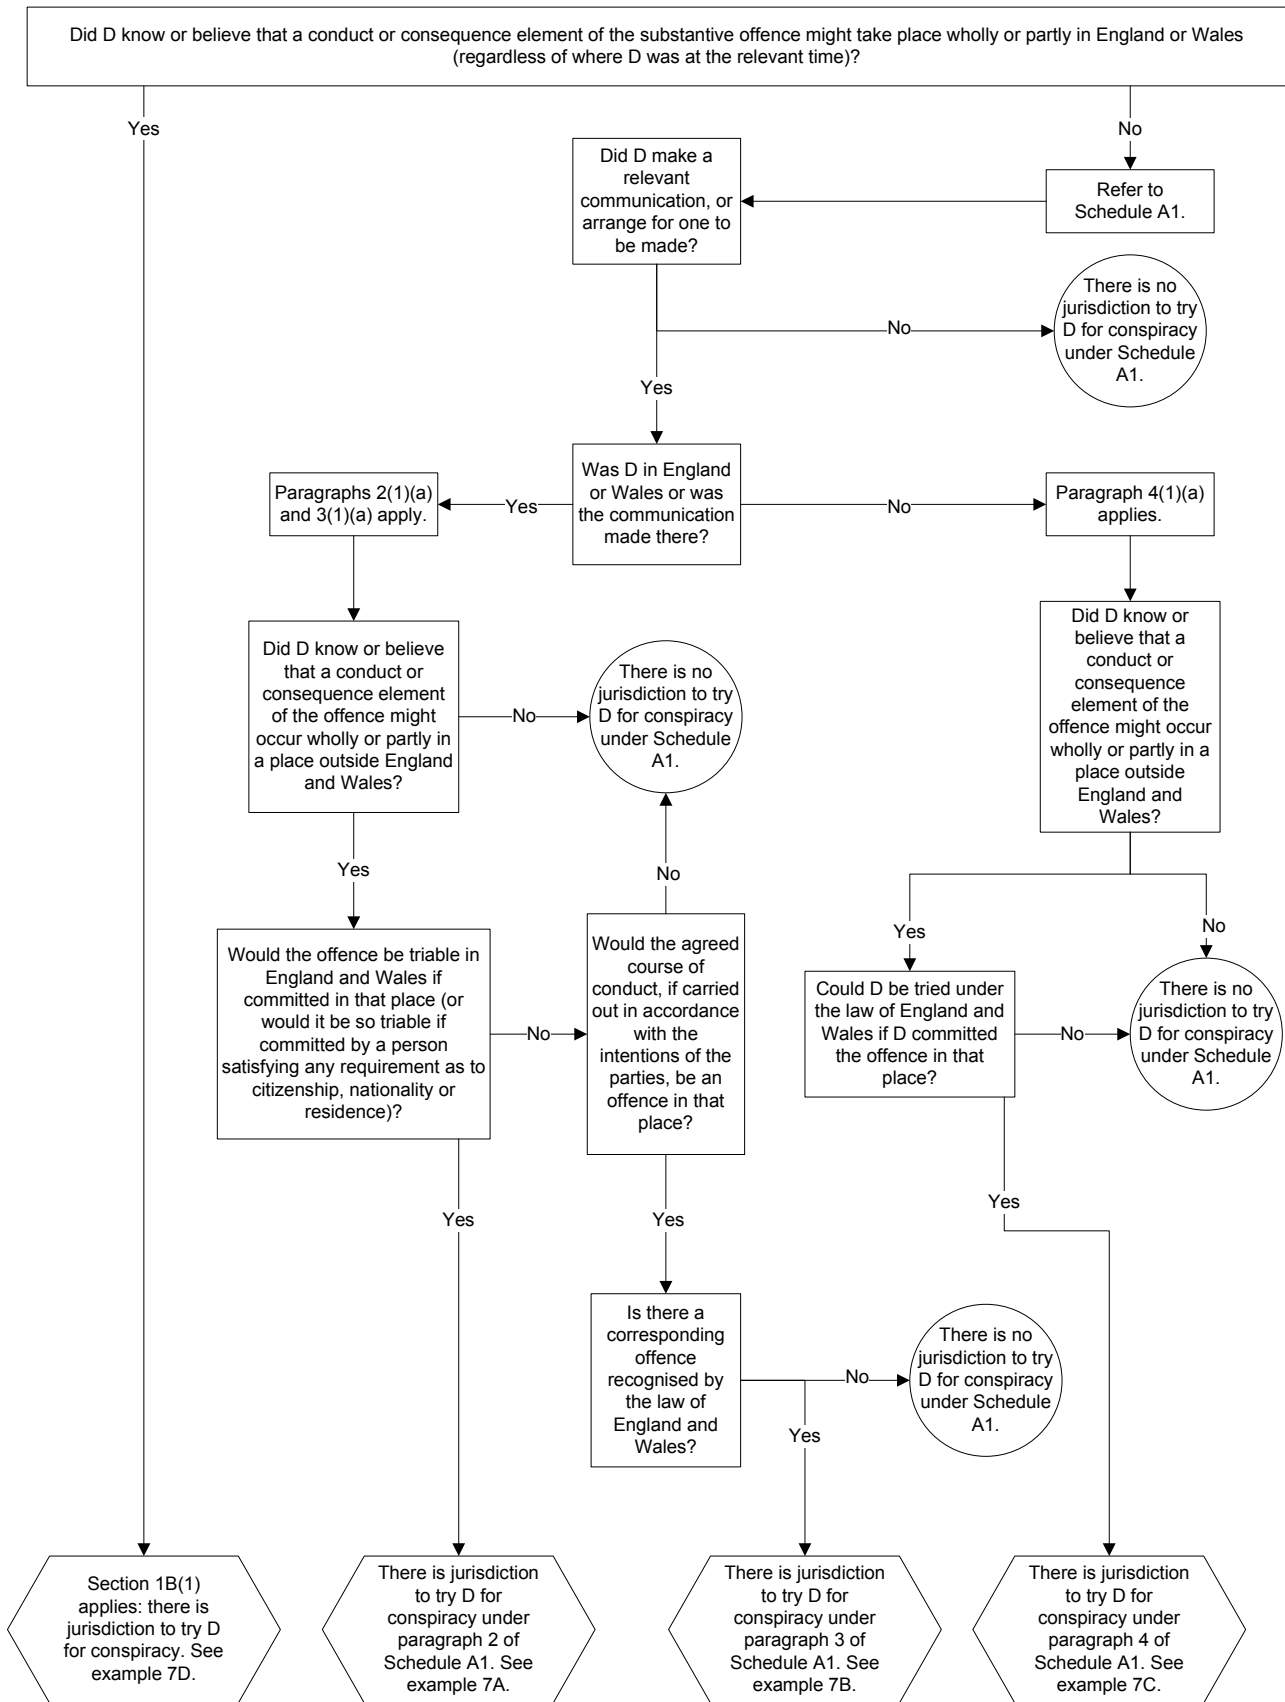 Did D know or believe that a conduct or consequence element of the substantive offence might take place wholly or partly in England or Wales
(regardless of where D was at the relevant time)?
Yes
No
Did D make a
relevant
communication, or
arrange for one to
be made?
Refer to
Schedule A1.
No
There is no
jurisdiction to try
D for conspiracy
under Schedule
A1.
Yes
Paragraphs 2(1)(a)
and 3(1)(a) apply.
Yes
Was D in England
or Wales or was
the communication
made there?
No
Paragraph 4(1)(a)
applies.
Did D know or believe
that a conduct or
consequence element
of the offence might
occur wholly or partly in
a place outside England
and Wales?
No
There is no
jurisdiction to try
D for conspiracy
under Schedule
A1.
Did D know or
believe that a
conduct or
consequence
element of the
offence might occur
wholly or partly in a
place outside
England and
Wales?
Yes
No
Yes
No
Would the offence be triable in
England and Wales if
committed in that place (or
would it be so triable if
committed by a person
satisfying any requirement as to
citizenship, nationality or
residence)?
No
Would the agreed
course of
conduct, if carried
out in accordance
with the
intentions of the
parties, be an
offence in that
place?
Could D be tried under
the law of England and
Wales if D committed
the offence in that
place?
No
There is no
jurisdiction to try
D for conspiracy
under Schedule
A1.
Yes
Yes
Yes
Is there a
corresponding
offence
recognised by
the law of
England and
Wales?
No
There is no
jurisdiction to try
D for conspiracy
under Schedule
A1.
Yes
Section 1B(1)
applies: there is
jurisdiction to try D
for conspiracy. See
example 7D.
There is jurisdiction
to try D for
conspiracy under
paragraph 2 of
Schedule A1. See
example 7A.
There is jurisdiction
to try D for
conspiracy under
paragraph 3 of
Schedule A1. See
example 7B.
There is jurisdiction
to try D for
conspiracy under
paragraph 4 of
Schedule A1. See
example 7C.